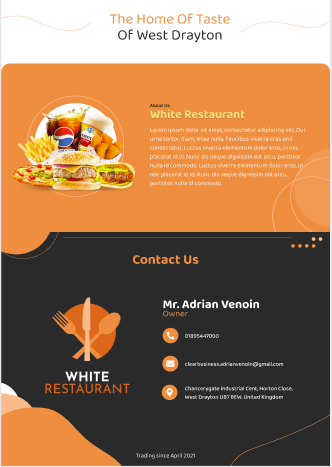 The Home Of Taste
Of West Drayton
About Us
White Restaurant
Lorem ipsum dolor sit amet, consectetur adipiscing elit. Dui
urna tortor, diam, vitae nulla. Faucibus viverra cras orci
consectetur. Luctus viverra elementum dolor ex, in nec
placerat id id. Nunc dis neque dignissim elit arcu, porttitor
nulla id commodo. Luctus viverra elementum dolor ex, in nec
placerat id id. Nunc dis neque dignissim elit arcu,
porttitor nulla id commodo.
pepsi
Contact Us
WHITE
RESTAURANT
Mr. Adrian Venoin
Owner
01895447000
clearbusiness.adrianvenoin@gmail.com
Chancerygate Industrial Cent, Horton Close,
West Drayton UB7 8EW, United Kingdom
Trading since April 2021